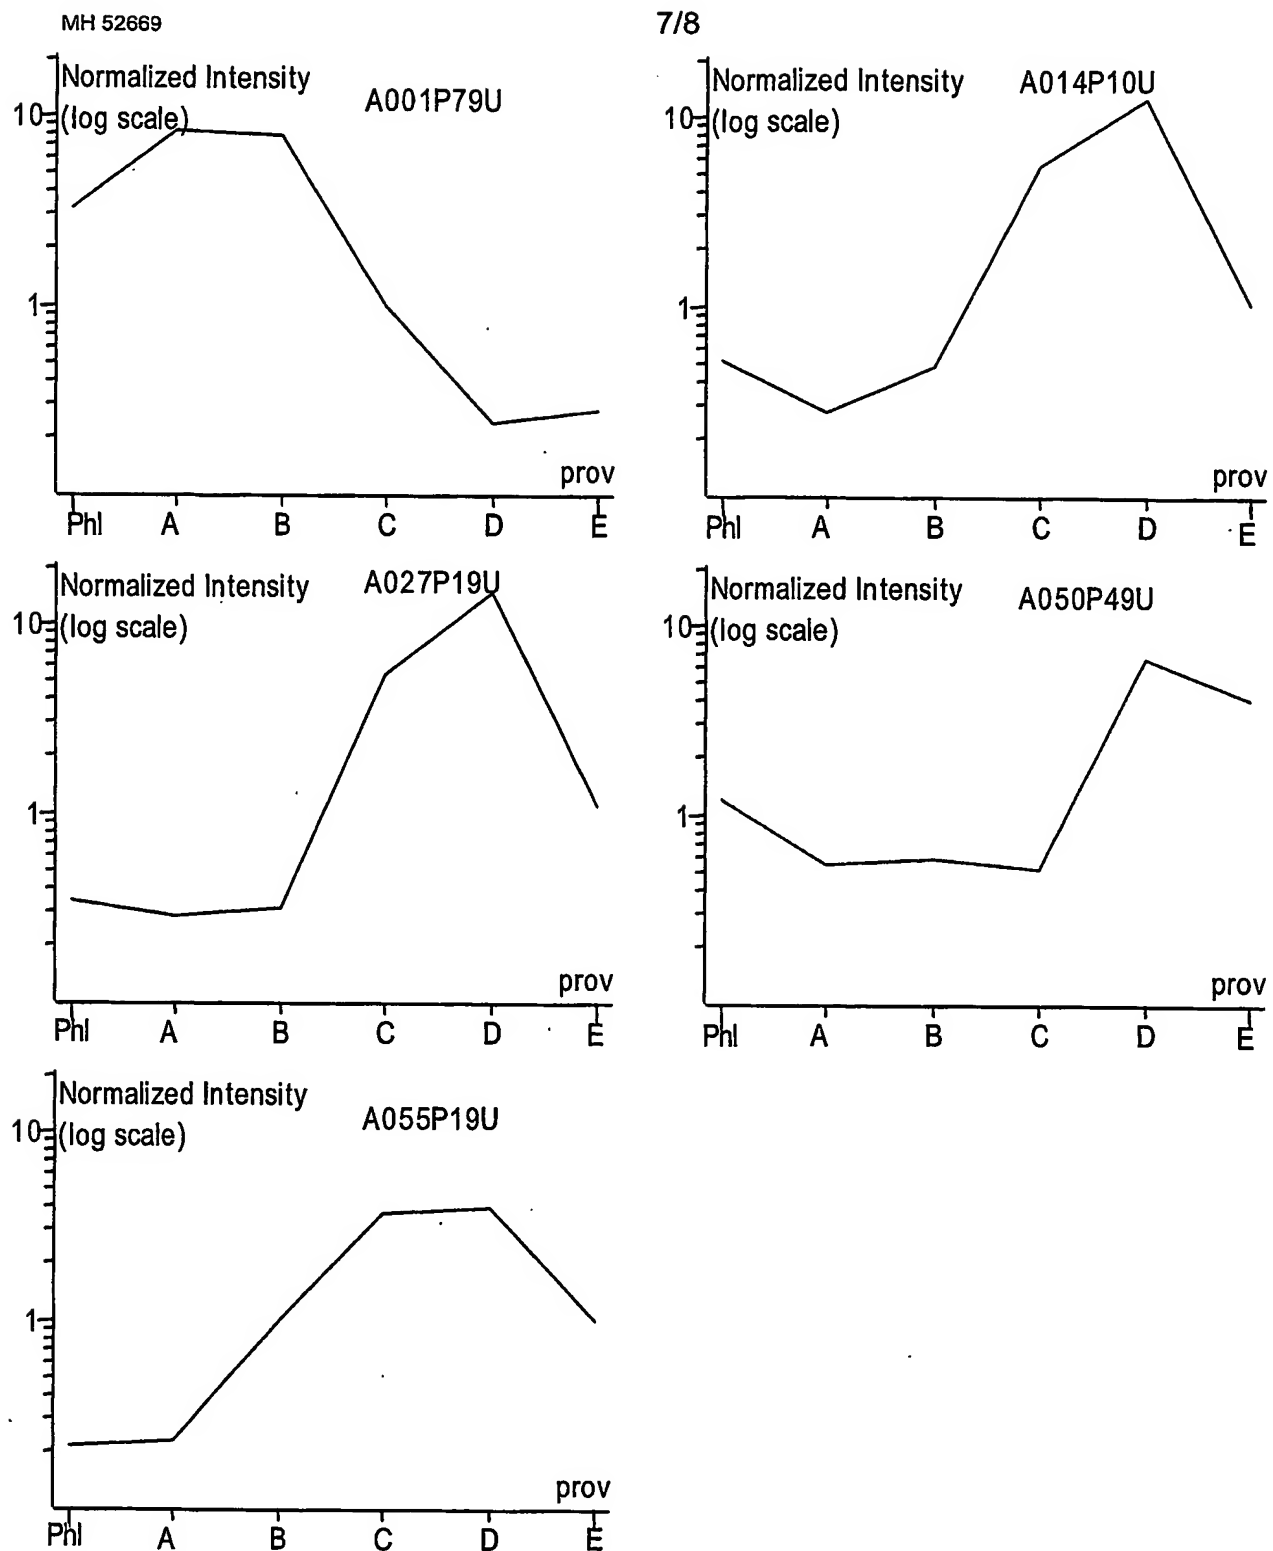 MH 52669
7/8
Normalized Intensity
(log scale)
A001P79U
10
1
prov
Phl A B C D E
Normalized Intensity
(log scale)
A014P10U
10
1
prov
Phl A B C D E
Normalized Intensity
(log scale)
A027P19U
10
1
prov
Phl A B C D E
Normalized Intensity
(log scale)
A050P49U
10
1
prov
Phl A B C D E
Normalized Intensity
(log scale)
A055P19U
10
1
prov
Phl A B C D E